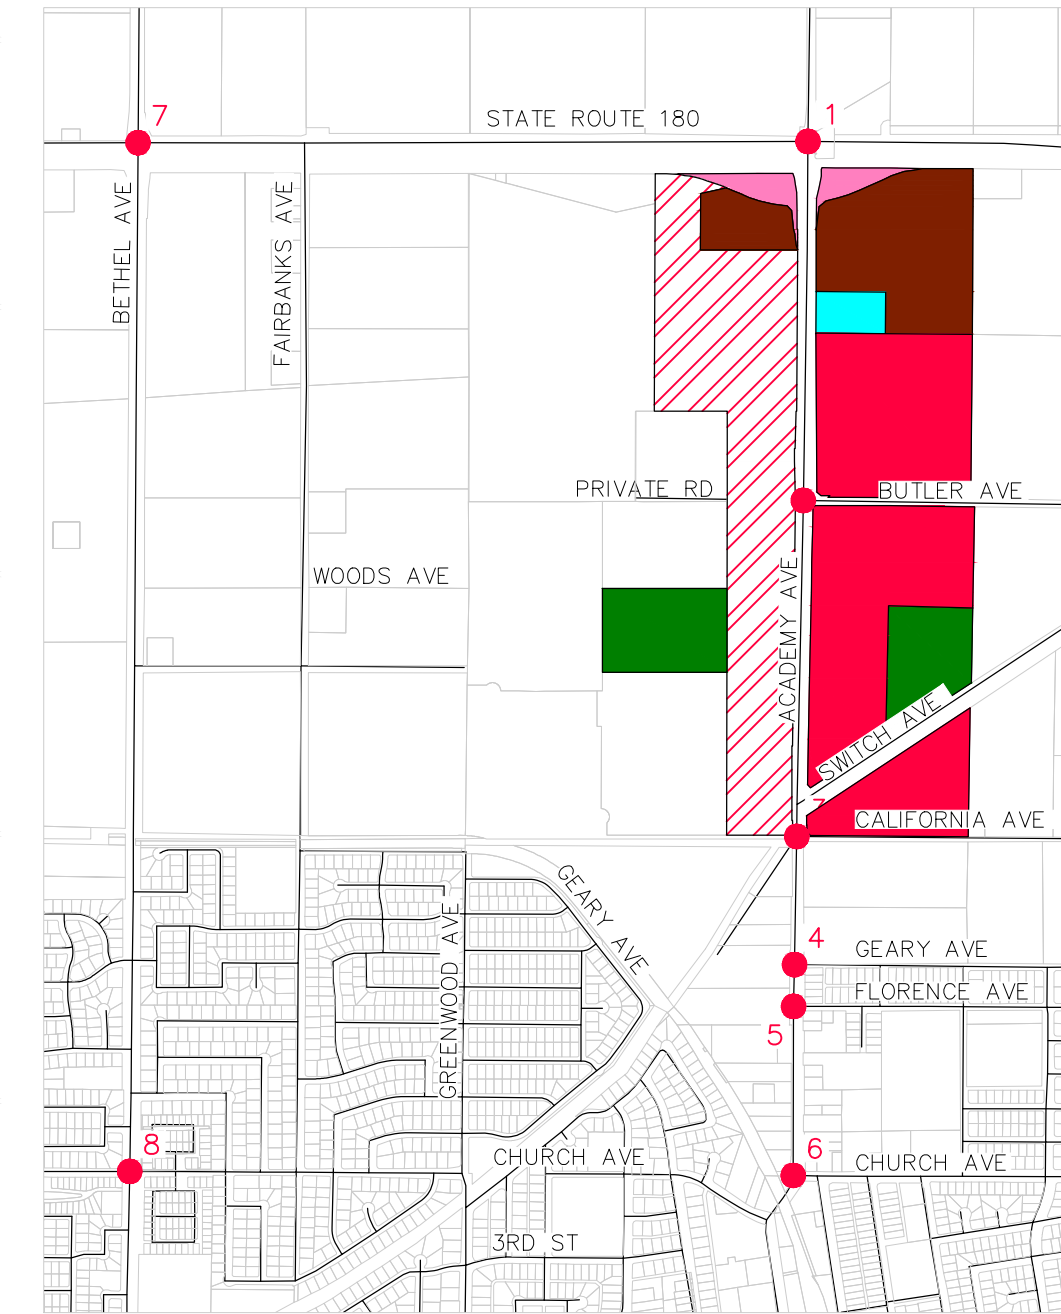 7
STATE ROUTE 180
1
BETHEL AVE
FAIRBANKS AVE
PRIVATE RD
BUTLER AVE
WOODS AVE
ACADEMY AVE
SWITCH AVE
CALIFORNIA AVE
GEARY AVE
GREENWOOD AVE
4
GEARY AVE
FLORENCE AVE
5
8
CHURCH AVE
6
CHURCH AVE
3RD ST